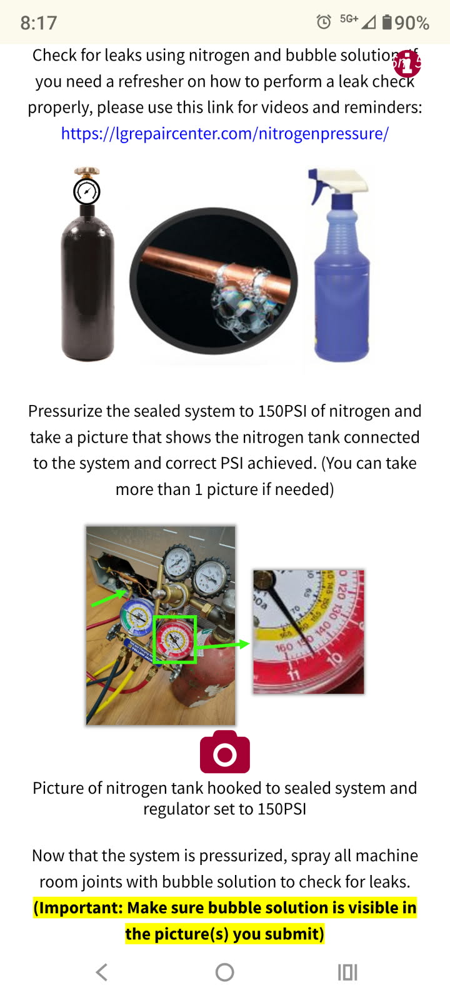 8:17
5G+
90%
Check for leaks using nitrogen and bubble solution. If
you need a refresher on how to perform a leak check
properly, please use this link for videos and reminders:
https://lgrepaircenter.com/nitrogenpressure/
Pressurize the sealed system to 150PSI of nitrogen and
take a picture that shows the nitrogen tank connected
to the system and correct PSI achieved. (You can take
more than 1 picture if needed)
YELLOW JACKET
120 130 140 150 160
10
11
Picture of nitrogen tank hooked to sealed system and
regulator set to 150PSI
Now that the system is pressurized, spray all machine
room joints with bubble solution to check for leaks.
(Important: Make sure bubble solution is visible in
the picture(s) you submit)